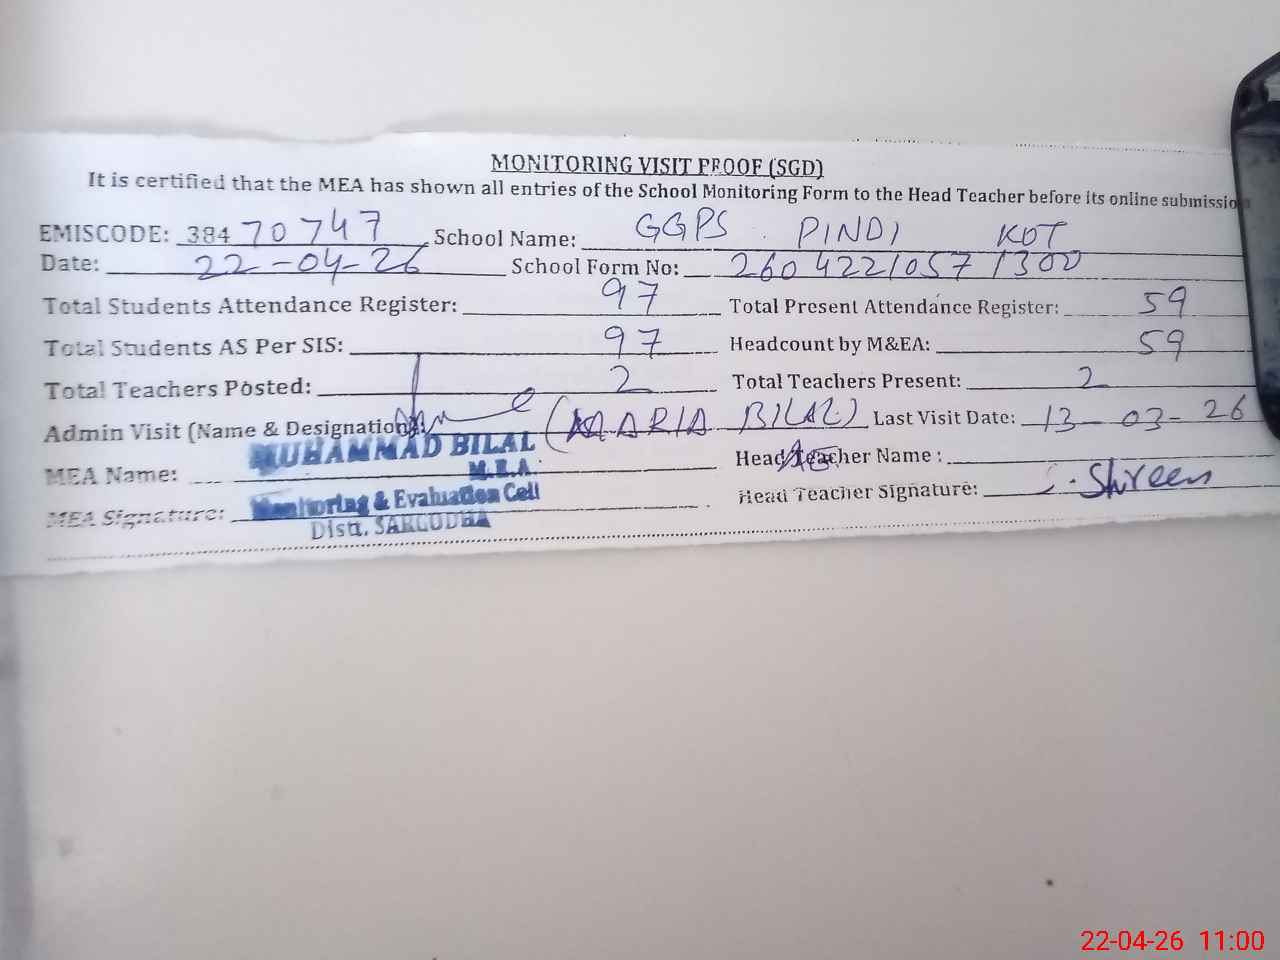 MONITORING VISIT PROOF (SGD)
It is certified that the MEA has shown all entries of the School Monitoring Form to the Head Teacher before its online submission
EMISCODE: 384 70747 School Name: GGPS PINDI KOT
Date: 22-04-26 School Form No: 26042210571300
Total Students Attendance Register: 97 Total Present Attendance Register: 59
Total Students AS Per SIS: 97 Headcount by M&EA: 59
Total Teachers Posted: 2 Total Teachers Present: 2
Admin Visit (Name & Designation): (MARIA BILAL) Last Visit Date: 13-03-26
MEA Name: MUHAMMAD BILAL Head Teacher Name :
M.E.A.
MEA Signature: Monitoring & Evaluation Cell Head Teacher Signature: Shreen
Distt. SARGODHA
22-04-26 11:00